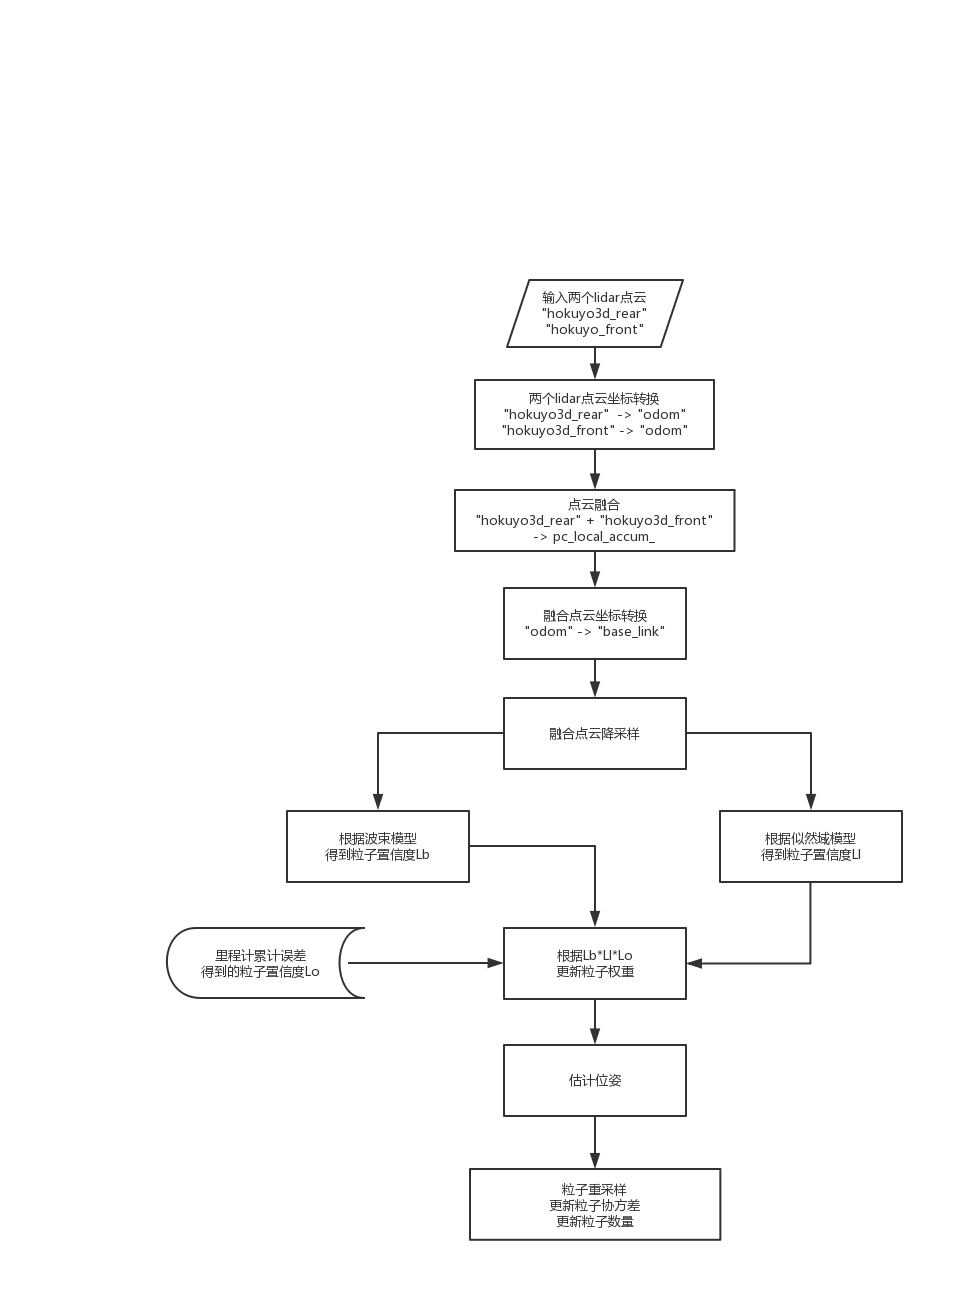 输入两个lidar点云
"hokuyo3d_rear"
"hokuyo_front"
两个lidar点云坐标转换
"hokuyo3d_rear"  -> "odom"
"hokuyo3d_front" -> "odom"
点云融合
"hokuyo3d_rear" + "hokuyo3d_front"
-> pc_local_accum_
融合点云坐标转换
"odom" -> "base_link"
融合点云降采样
根据波束模型
得到粒子置信度Lb
根据似然域模型
得到粒子置信度Ll
里程计累计误差
得到的粒子置信度Lo
根据Lb*Ll*Lo
更新粒子权重
估计位姿
粒子重采样
更新粒子协方差
更新粒子数量